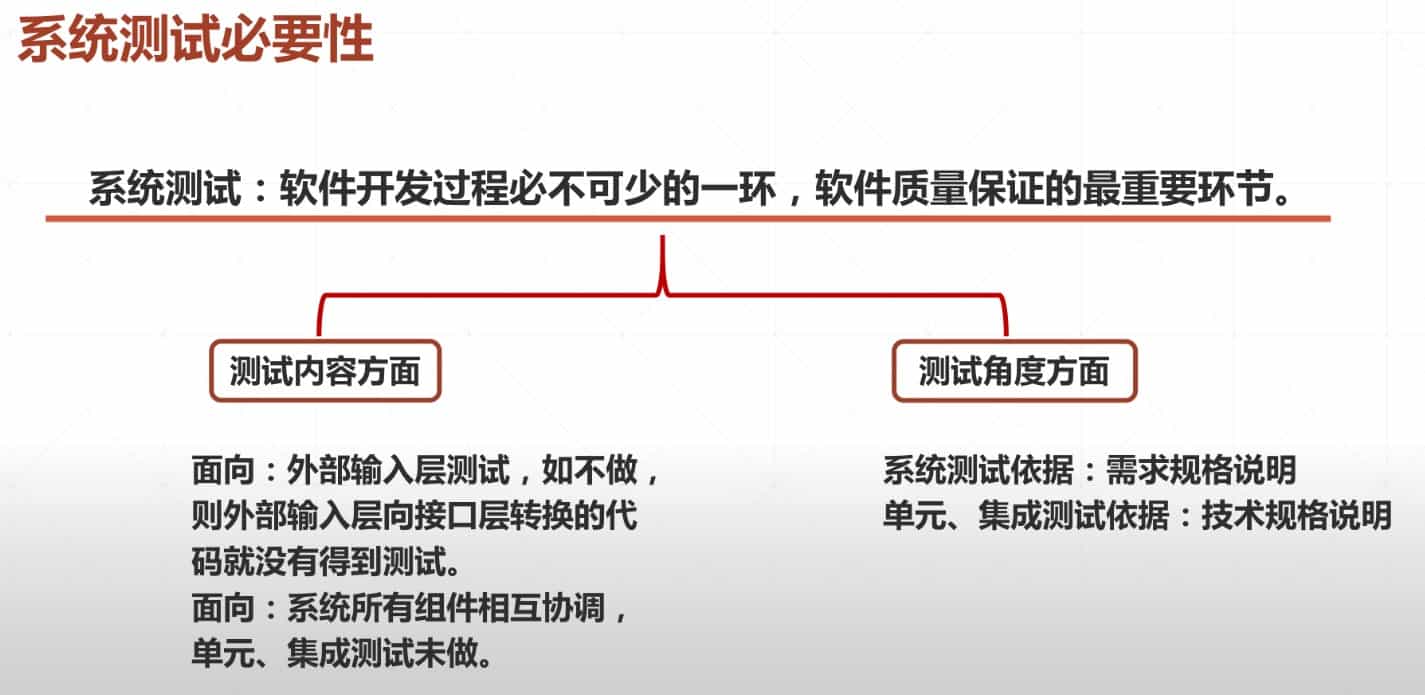 系统测试必要性
系统测试：软件开发过程必不可少的一环，软件质量保证的最重要环节。
测试内容方面
面向：外部输入层测试，如不做，
则外部输入层向接口层转换的代
码就没有得到测试。
面向：系统所有组件相互协调，
单元、集成测试未做。
测试角度方面
系统测试依据：需求规格说明
单元、集成测试依据：技术规格说明